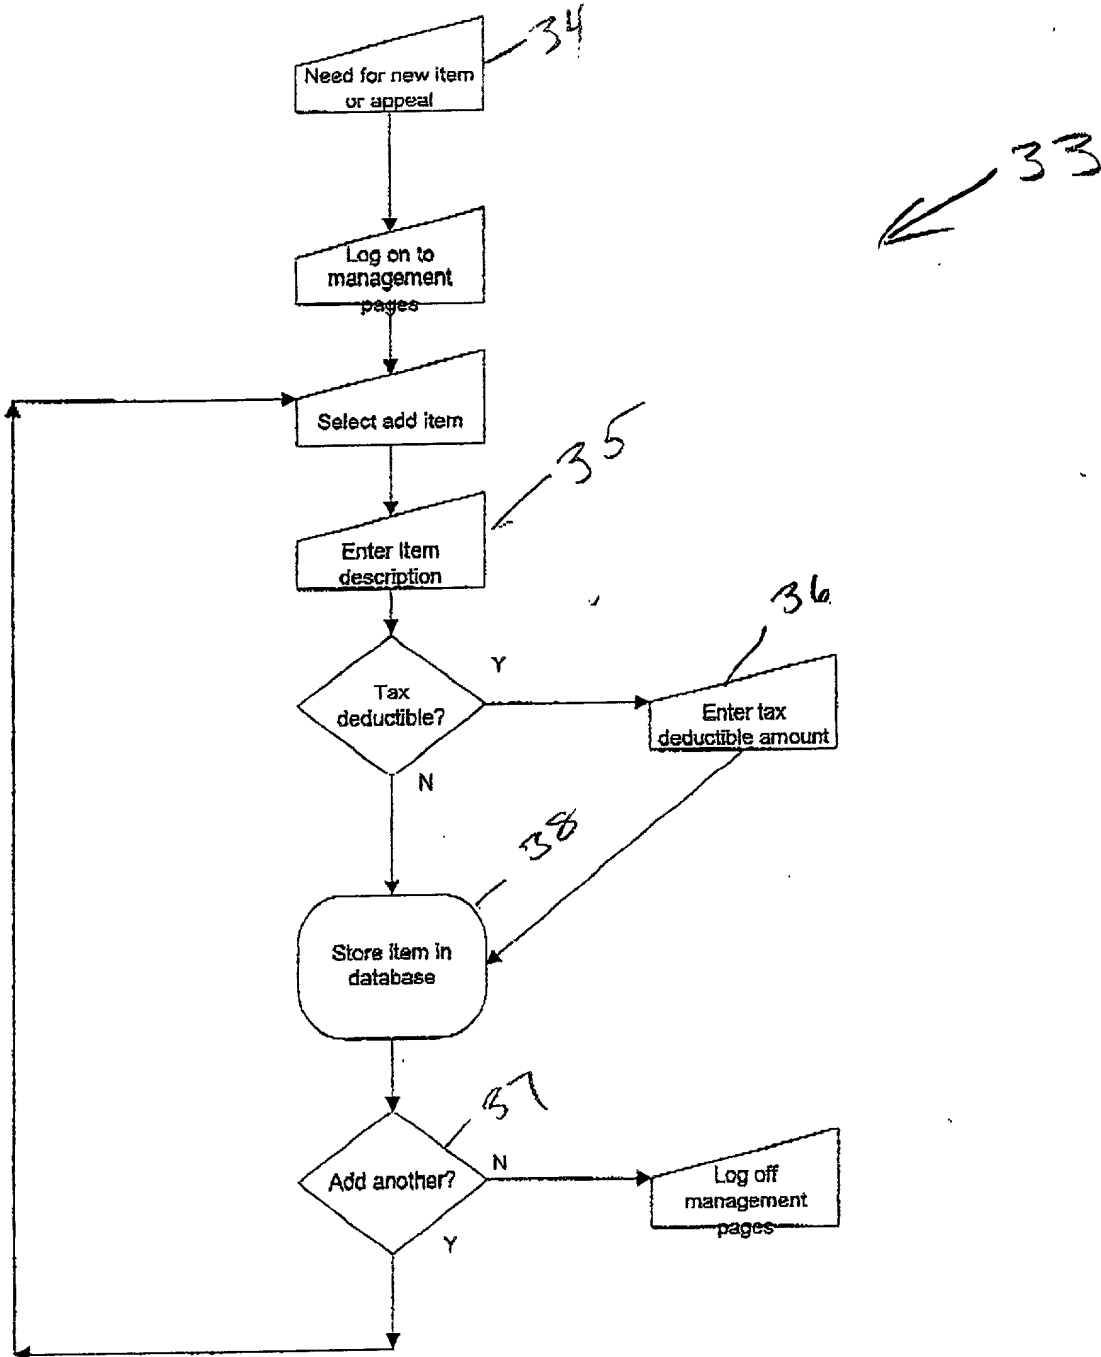 34
Need for new item
or appeal
33
Log on to
management
pages
Select add item
35
Enter item
description
36
Tax
deductible?
Y
Enter tax
deductible amount
N
38
Store item in
database
37
Add another?
N
Log off
management
pages
Y